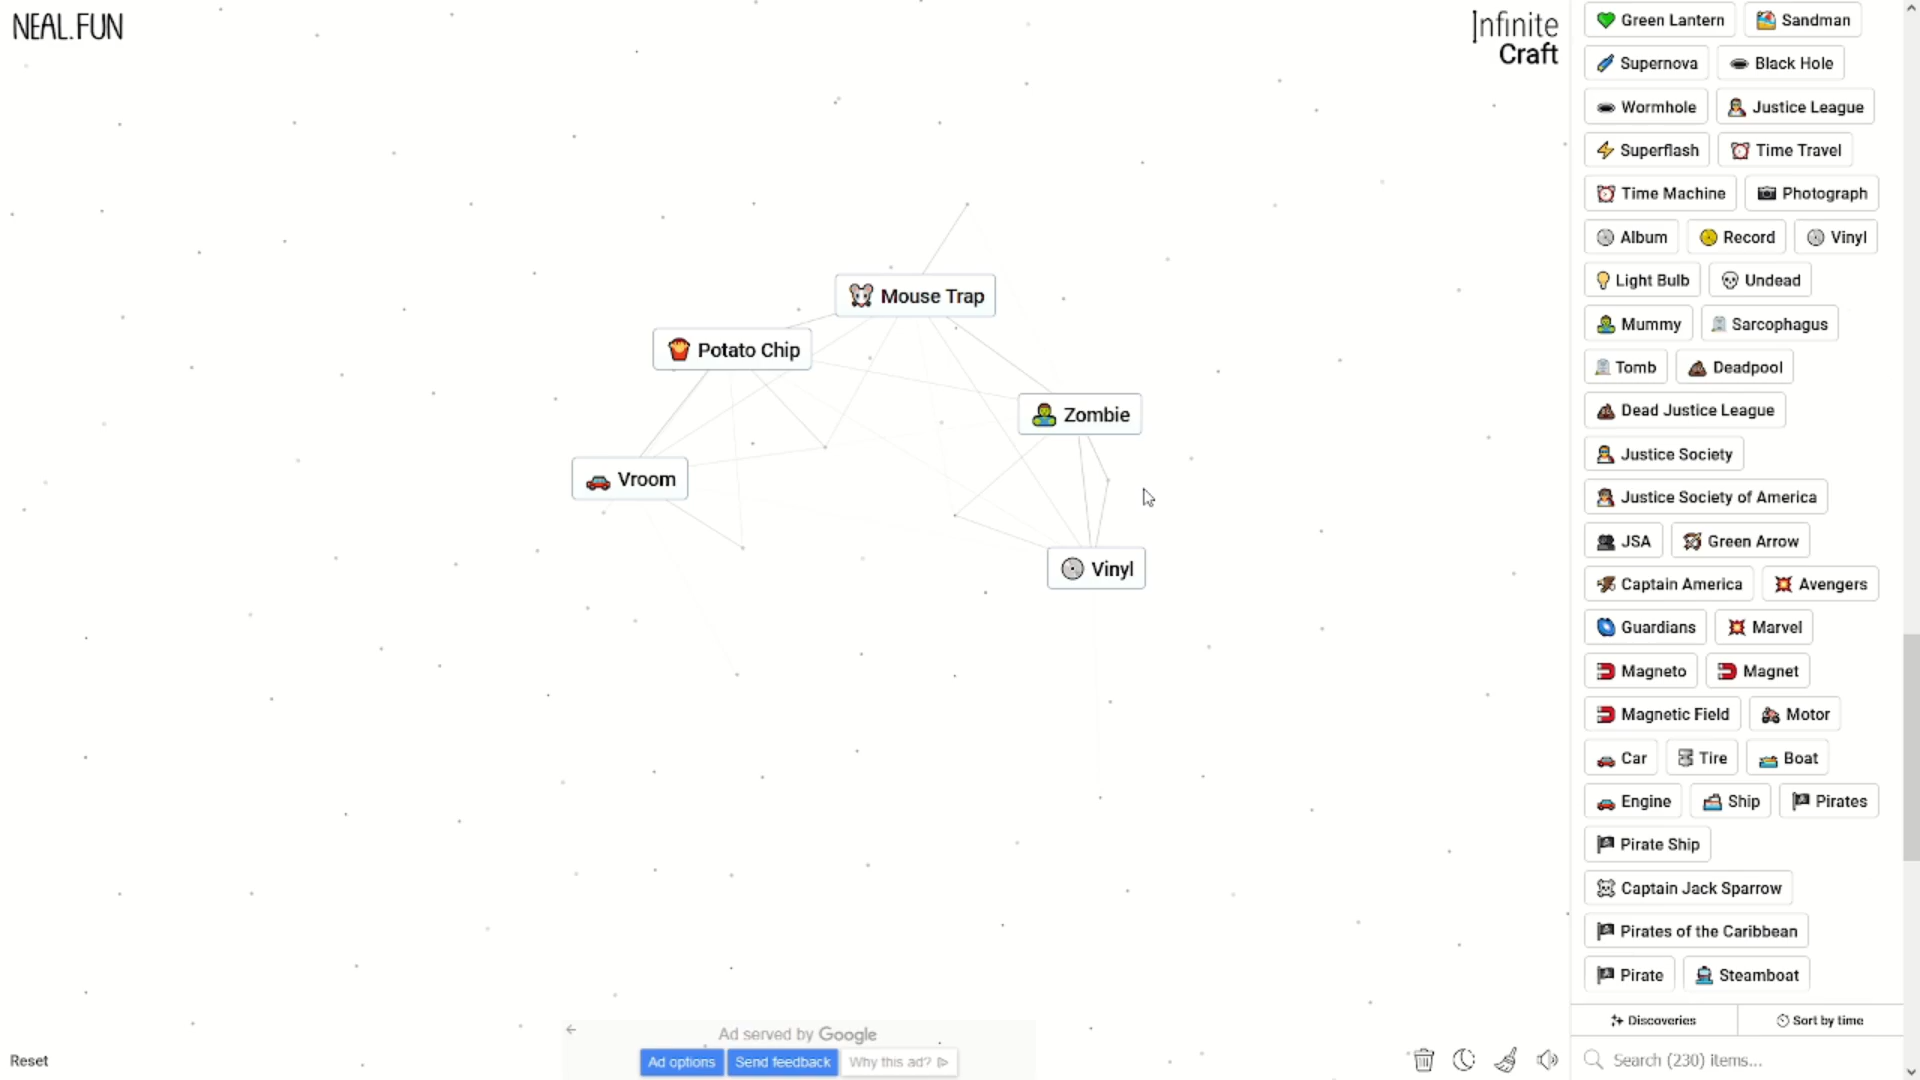 NEAL.FUN
Infinite
Craft
Mouse Trap
Potato Chip
Zombie
Vroom
Vinyl
Green Lantern Sandman
Supernova Black Hole
Wormhole Justice League
Superflash Time Travel
Time Machine Photograph
Album Record Vinyl
Light Bulb Undead
Mummy Sarcophagus
Tomb Deadpool
Dead Justice League
Justice Society
Justice Society of America
JSA Green Arrow
Captain America Avengers
Guardians Marvel
Magneto Magnet
Magnetic Field Motor
Car Tire Boat
Engine Ship Pirates
Pirate Ship
Captain Jack Sparrow
Pirates of the Caribbean
Pirate Steamboat
Discoveries Sort by time
Search (230) items...
Ad served by Google
Ad options Send feedback Why this ad?
Reset